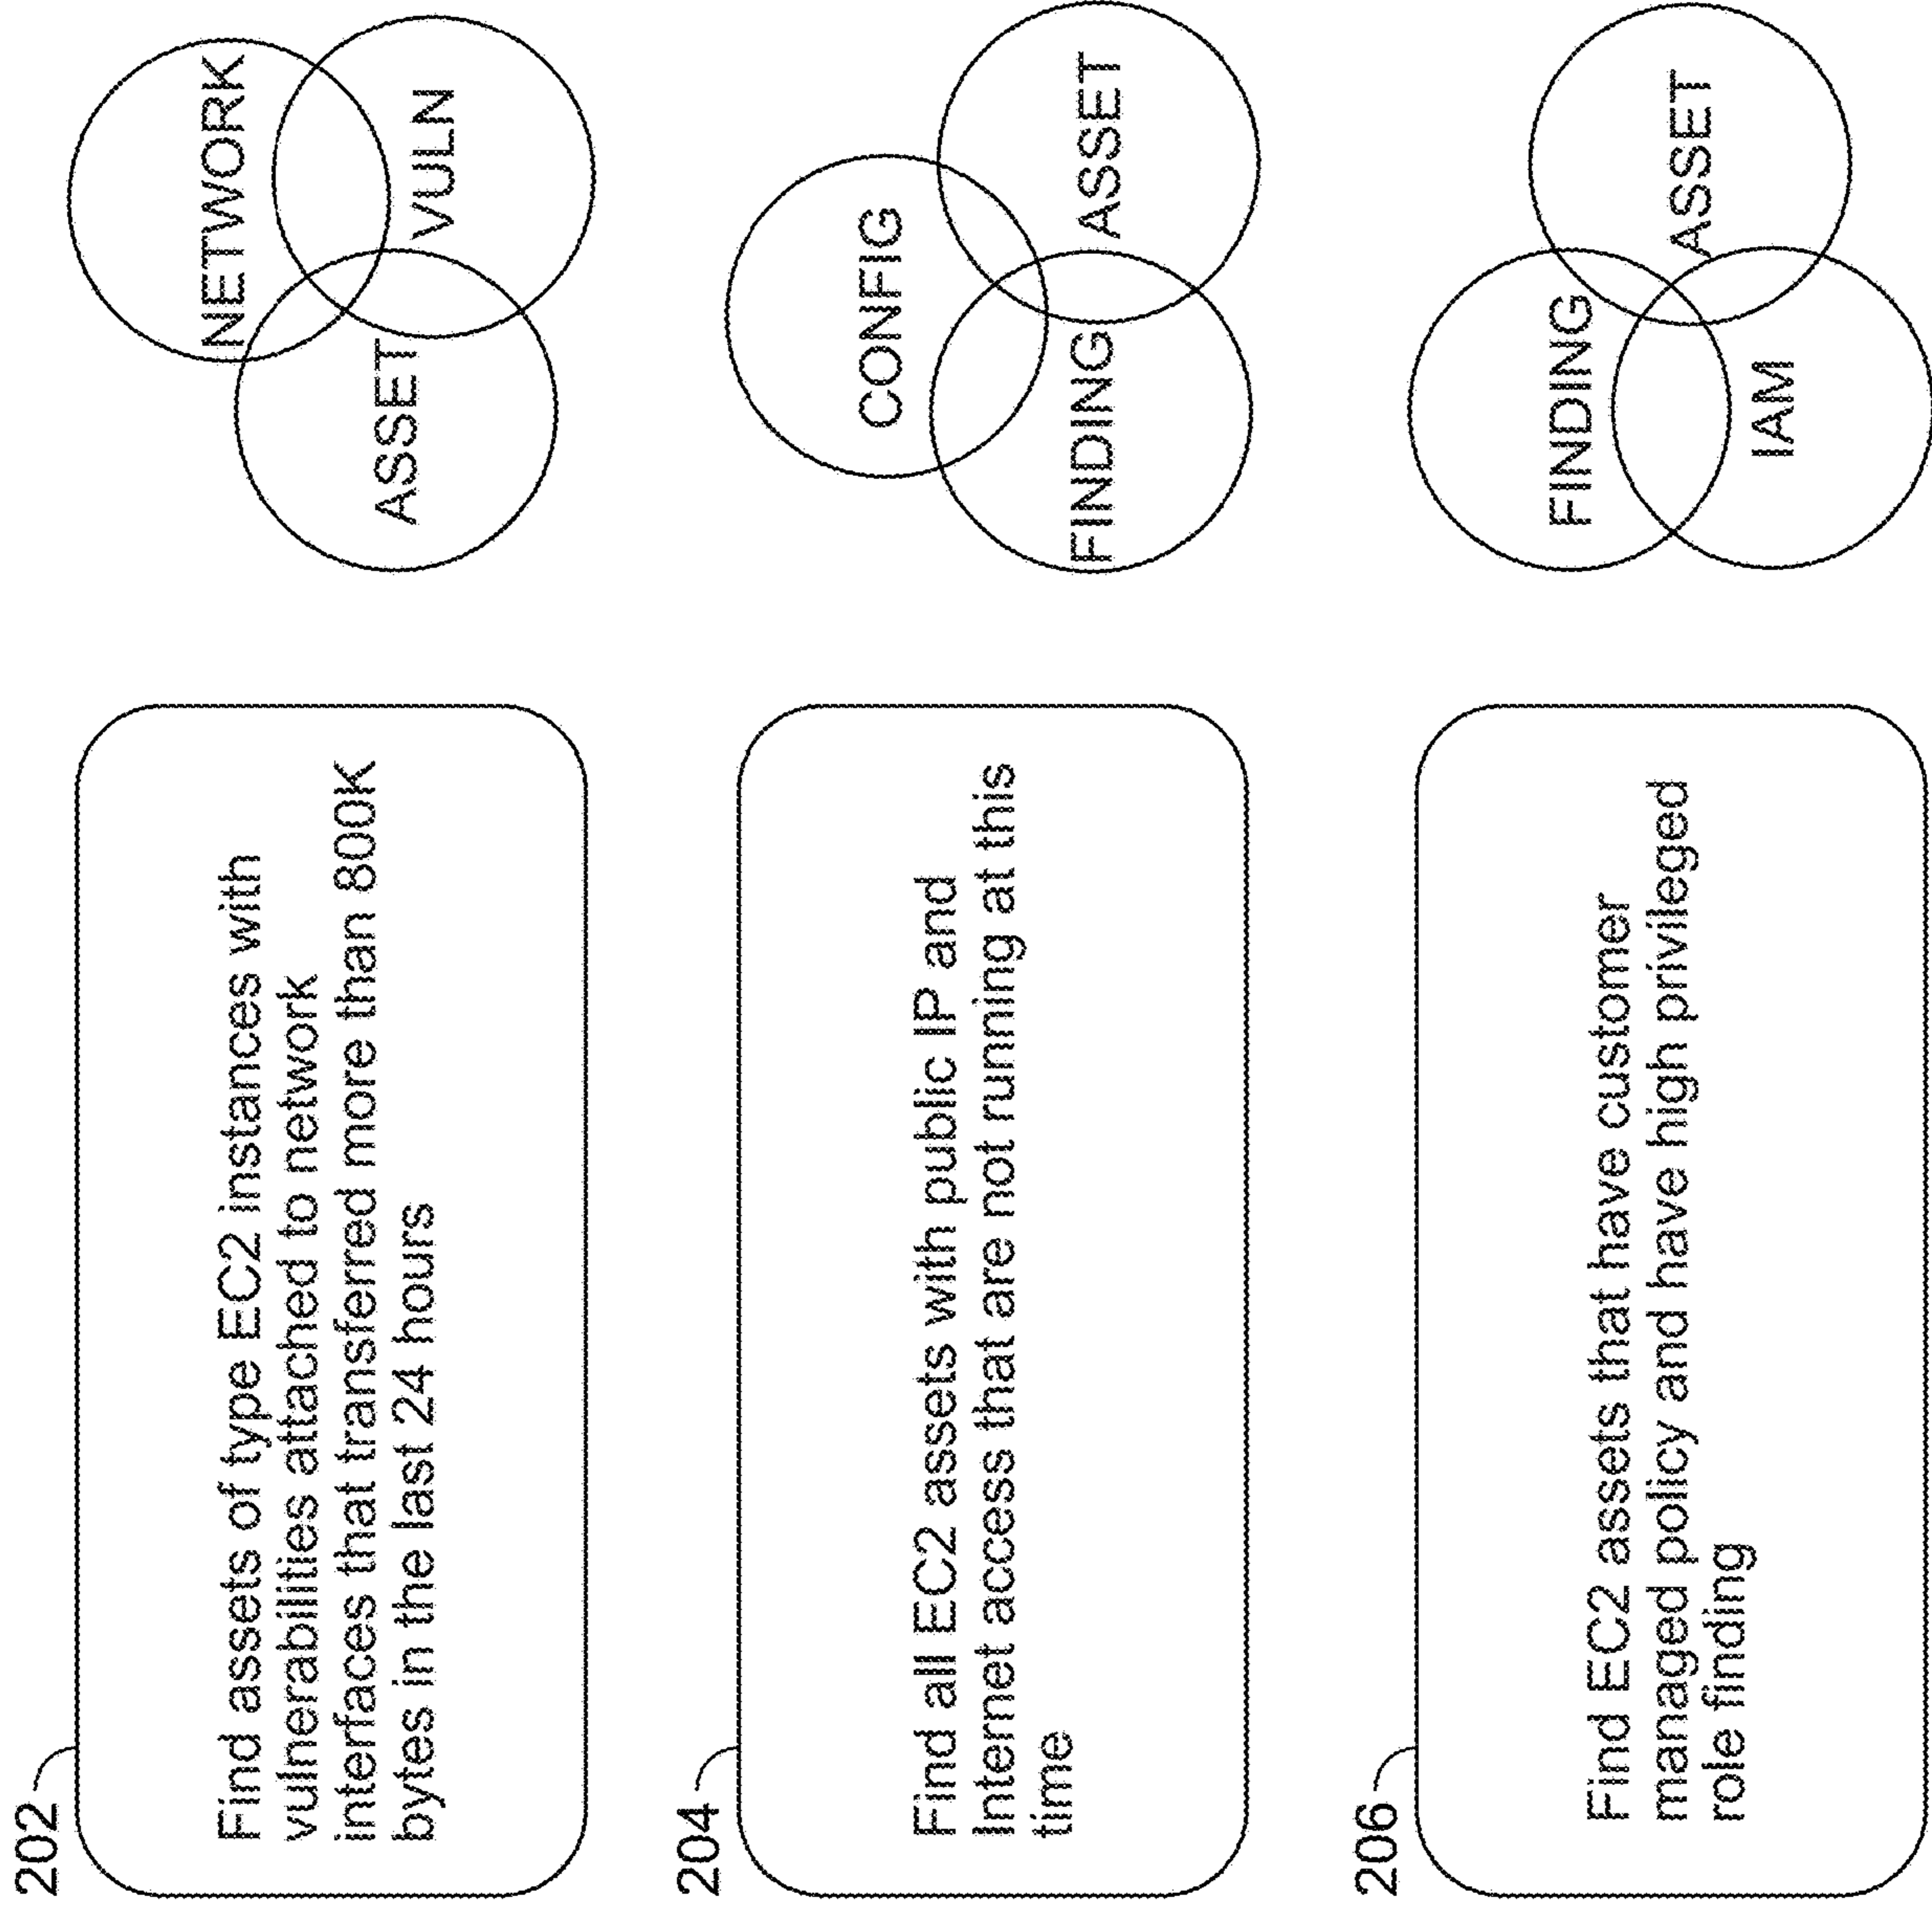 202
Find assets of type EC2 instances with
vulnerabilities attached to network
interfaces that transferred more than 800K
bytes in the last 24 hours
NETWORK
ASSET
VULN
204
Find all EC2 assets with public IP and
Internet access that are not running at this
time
CONFIG
FINDING
ASSET
206
Find EC2 assets that have customer
managed policy and have high privileged
role finding
FINDING
ASSET
IAM